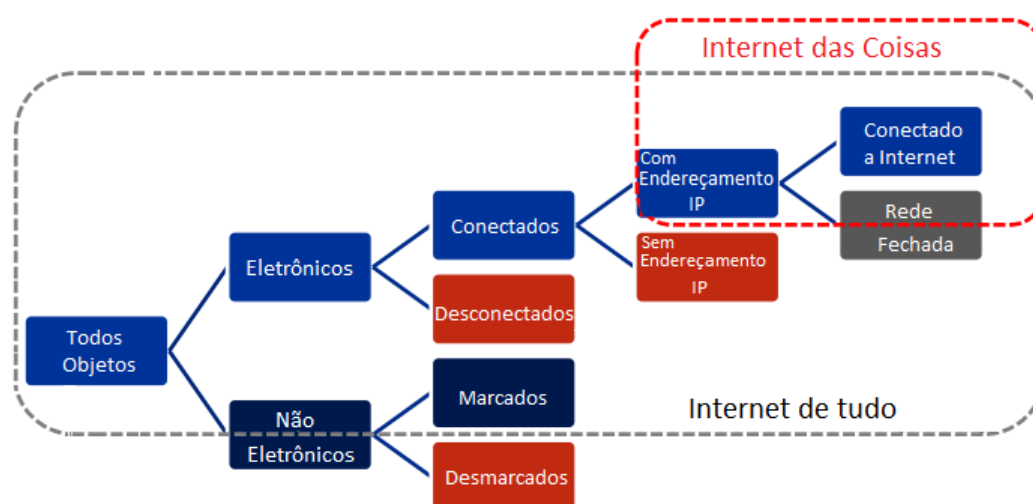 Internet das Coisas
Conectado
a Internet
Com
Endereçamento
IP
Rede
Fechada
Conectados
Sem
Endereçamento
IP
Eletrônicos
Desconectados
Todos
Objetos
Marcados
Internet de tudo
Não
Eletrônicos
Desmarcados